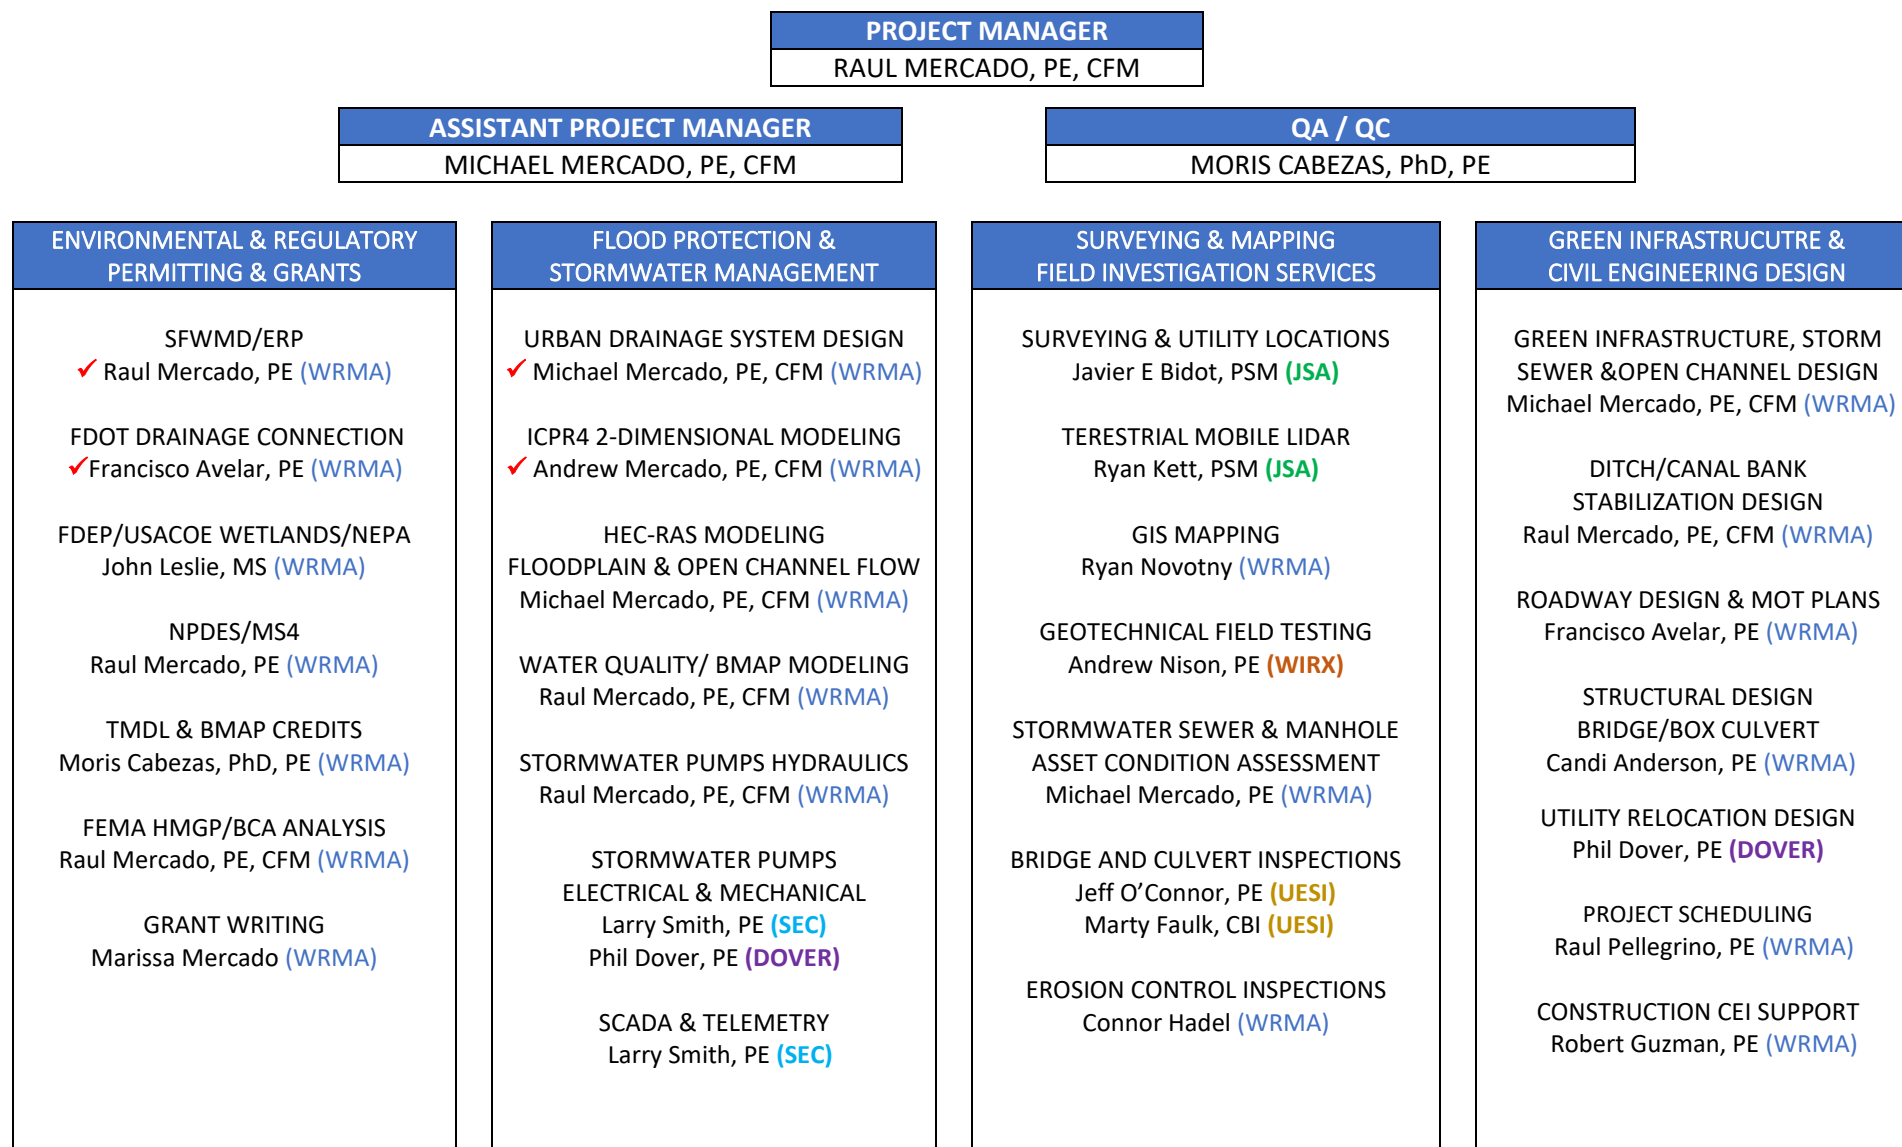 PROJECT MANAGER
RAUL MERCADO, PE, CFM
ASSISTANT PROJECT MANAGER
MICHAEL MERCADO, PE, CFM
QA / QC
MORIS CABEZAS, PhD, PE
ENVIRONMENTAL & REGULATORY
PERMITTING & GRANTS
SFWMD/ERP
✓ Raul Mercado, PE (WRMA)
FDOT DRAINAGE CONNECTION
✓Francisco Avelar, PE (WRMA)
FDEP/USACOE WETLANDS/NEPA
John Leslie, MS (WRMA)
NPDES/MS4
Raul Mercado, PE (WRMA)
TMDL & BMAP CREDITS
Moris Cabezas, PhD, PE (WRMA)
FEMA HMGP/BCA ANALYSIS
Raul Mercado, PE, CFM (WRMA)
GRANT WRITING
Marissa Mercado (WRMA)
FLOOD PROTECTION &
STORMWATER MANAGEMENT
URBAN DRAINAGE SYSTEM DESIGN
✓ Michael Mercado, PE, CFM (WRMA)
ICPR4 2-DIMENSIONAL MODELING
✓ Andrew Mercado, PE, CFM (WRMA)
HEC-RAS MODELING
FLOODPLAIN & OPEN CHANNEL FLOW
Michael Mercado, PE, CFM (WRMA)
WATER QUALITY/ BMAP MODELING
Raul Mercado, PE, CFM (WRMA)
STORMWATER PUMPS HYDRAULICS
Raul Mercado, PE, CFM (WRMA)
STORMWATER PUMPS
ELECTRICAL & MECHANICAL
Larry Smith, PE (SEC)
Phil Dover, PE (DOVER)
SCADA & TELEMETRY
Larry Smith, PE (SEC)
SURVEYING & MAPPING
FIELD INVESTIGATION SERVICES
SURVEYING & UTILITY LOCATIONS
Javier E Bidot, PSM (JSA)
TERESTRIAL MOBILE LIDAR
Ryan Kett, PSM (JSA)
GIS MAPPING
Ryan Novotny (WRMA)
GEOTECHNICAL FIELD TESTING
Andrew Nison, PE (WIRX)
STORMWATER SEWER & MANHOLE
ASSET CONDITION ASSESSMENT
Michael Mercado, PE (WRMA)
BRIDGE AND CULVERT INSPECTIONS
Jeff O’Connor, PE (UESI)
Marty Faulk, CBI (UESI)
EROSION CONTROL INSPECTIONS
Connor Hadel (WRMA)
GREEN INFRASTRUCUTRE &
CIVIL ENGINEERING DESIGN
GREEN INFRASTRUCTURE, STORM
SEWER &OPEN CHANNEL DESIGN
Michael Mercado, PE, CFM (WRMA)
DITCH/CANAL BANK
STABILIZATION DESIGN
Raul Mercado, PE, CFM (WRMA)
ROADWAY DESIGN & MOT PLANS
Francisco Avelar, PE (WRMA)
STRUCTURAL DESIGN
BRIDGE/BOX CULVERT
Candi Anderson, PE (WRMA)
UTILITY RELOCATION DESIGN
Phil Dover, PE (DOVER)
PROJECT SCHEDULING
Raul Pellegrino, PE (WRMA)
CONSTRUCTION CEI SUPPORT
Robert Guzman, PE (WRMA)